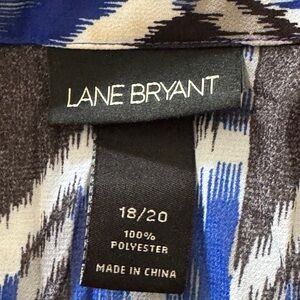 LANE BRYANT
18/20
100%
POLYESTER
MADE IN CHINA